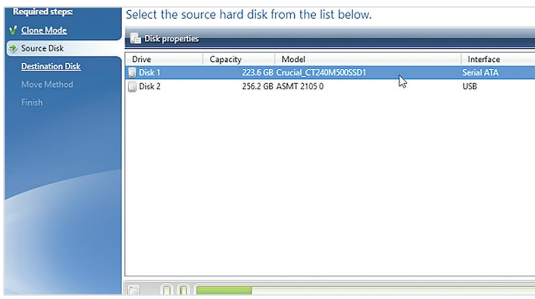 Required steps:
Clone Mode
Source Disk
Destination Disk
Move Method
Finish
Select the source hard disk from the list below.
Disk properties
Drive Capacity Model Interface
Disk 1 223.6 GB Crucial_CT240M500SSD1 Serial ATA
Disk 2 256.2 GB ASMT 2105 0 USB